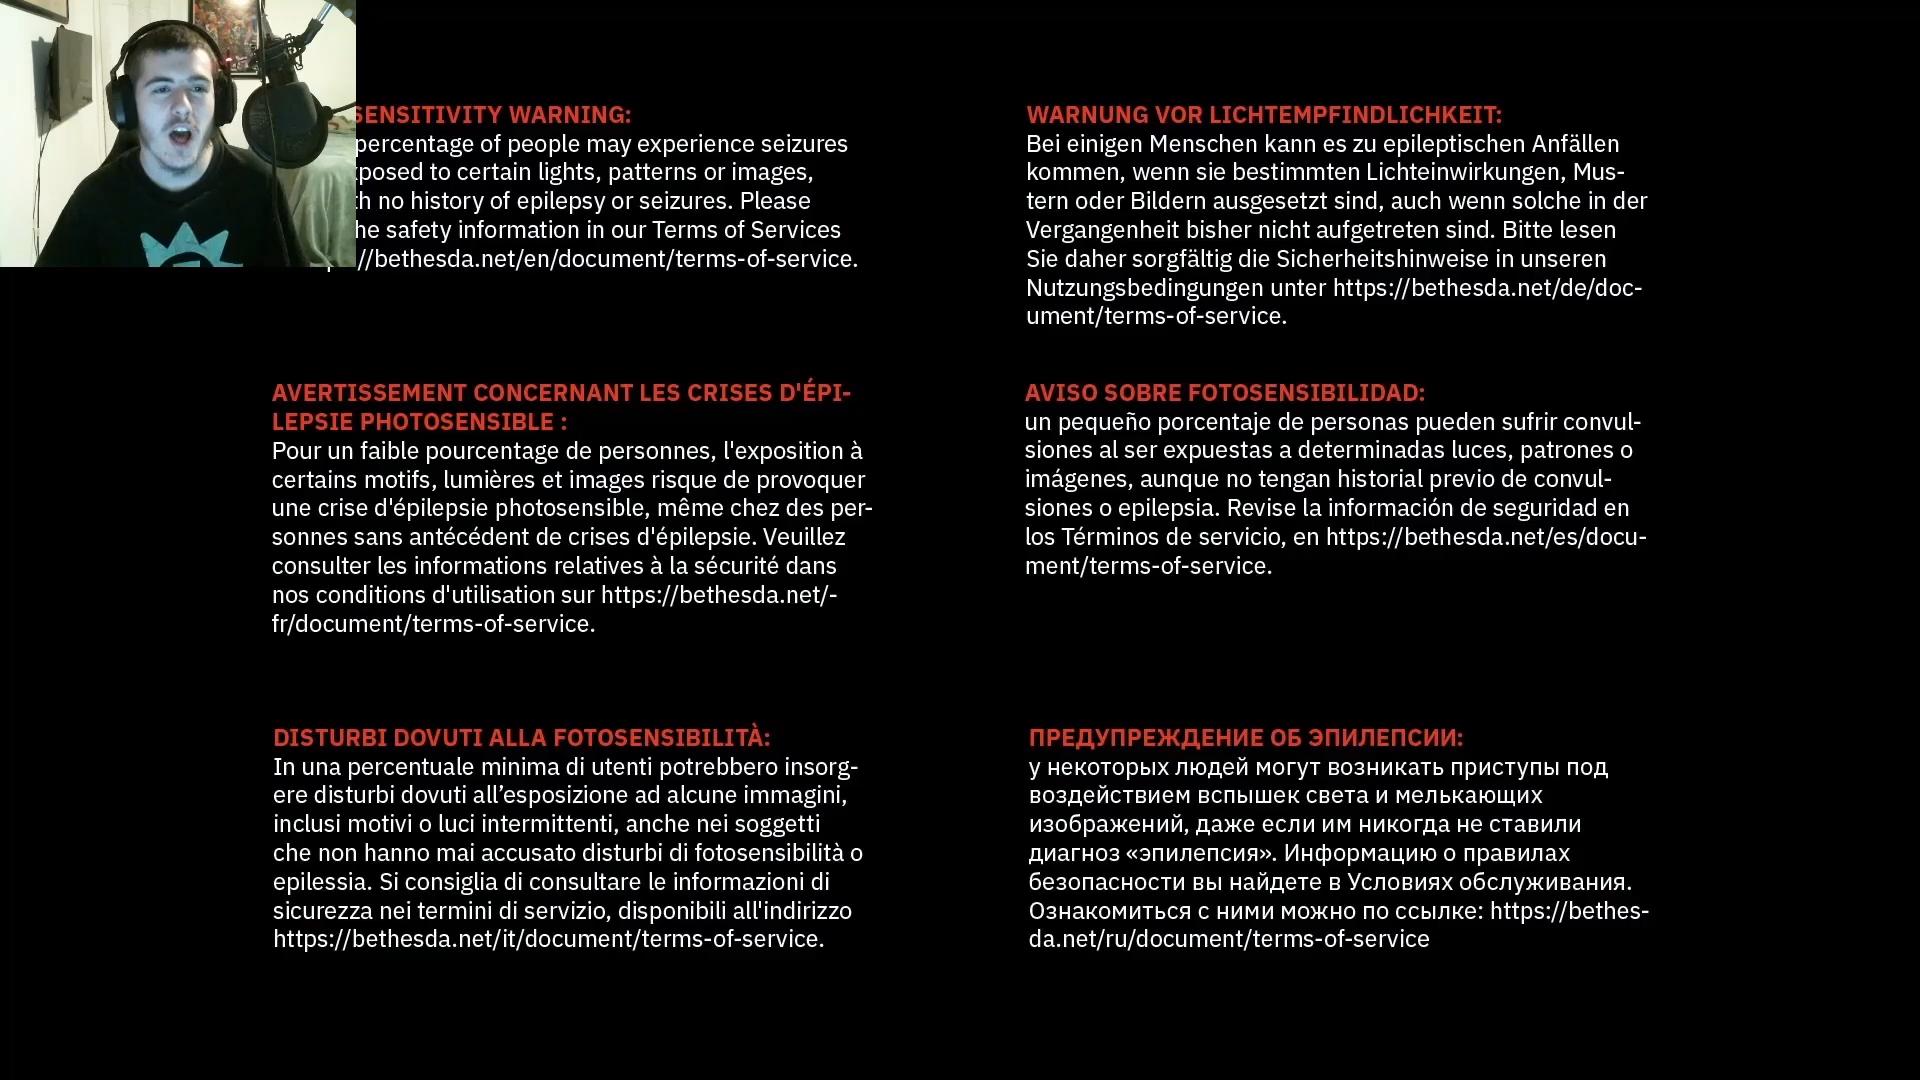 SENSITIVITY WARNING:
percentage of people may experience seizures
to certain lights, patterns or images,
no history of epilepsy or seizures. Please
safety information in our Terms of Services
//bethesda.net/en/document/terms-of-service.
WARNUNG VOR LICHTEMPFINDLICHKEIT:
Bei einigen Menschen kann es zu epileptischen Anfällen
kommen, wenn sie bestimmten Lichteinwirkungen, Mus-
tern oder Bildern ausgesetzt sind, auch wenn solche in der
Vergangenheit bisher nicht aufgetreten sind. Bitte lesen
Sie daher sorgfältig die Sicherheitshinweise in unseren
Nutzungsbedingungen unter https://bethesda.net/de/doc-
ument/terms-of-service.
AVERTISSEMENT CONCERNANT LES CRISES D'ÉPI-
LEPSIE PHOTOSENSIBLE :
Pour un faible pourcentage de personnes, l'exposition à
certains motifs, lumières et images risque de provoquer
une crise d'épilepsie photosensible, même chez des per-
sonnes sans antécédent de crises d'épilepsie. Veuillez
consulter les informations relatives à la sécurité dans
nos conditions d'utilisation sur https://bethesda.net/-
fr/document/terms-of-service.
AVISO SOBRE FOTOSENSIBILIDAD:
un pequeño porcentaje de personas pueden sufrir convul-
siones al ser expuestas a determinadas luces, patrones o
imágenes, aunque no tengan historial previo de convul-
siones o epilepsia. Revise la información de seguridad en
los Términos de servicio, en https://bethesda.net/es/docu-
ment/terms-of-service.
DISTURBI DOVUTI ALLA FOTOSENSIBILITÀ:
In una percentuale minima di utenti potrebbero insorg-
ere disturbi dovuti all’esposizione ad alcune immagini,
inclusi motivi o luci intermittenti, anche nei soggetti
che non hanno mai accusato disturbi di fotosensibilità o
epilessia. Si consiglia di consultare le informazioni di
sicurezza nei termini di servizio, disponibili all'indirizzo
https://bethesda.net/it/document/terms-of-service.
ПРЕДУПРЕЖДЕНИЕ ОБ ЭПИЛЕПСИИ:
у некоторых людей могут возникать приступы под
воздействием вспышек света и мелькающих
изображений, даже если им никогда не ставили
диагноз «эпилепсия». Информацию о правилах
безопасности вы найдете в Условиях обслуживания.
Ознакомиться с ними можно по ссылке: https://bethes-
da.net/ru/document/terms-of-service